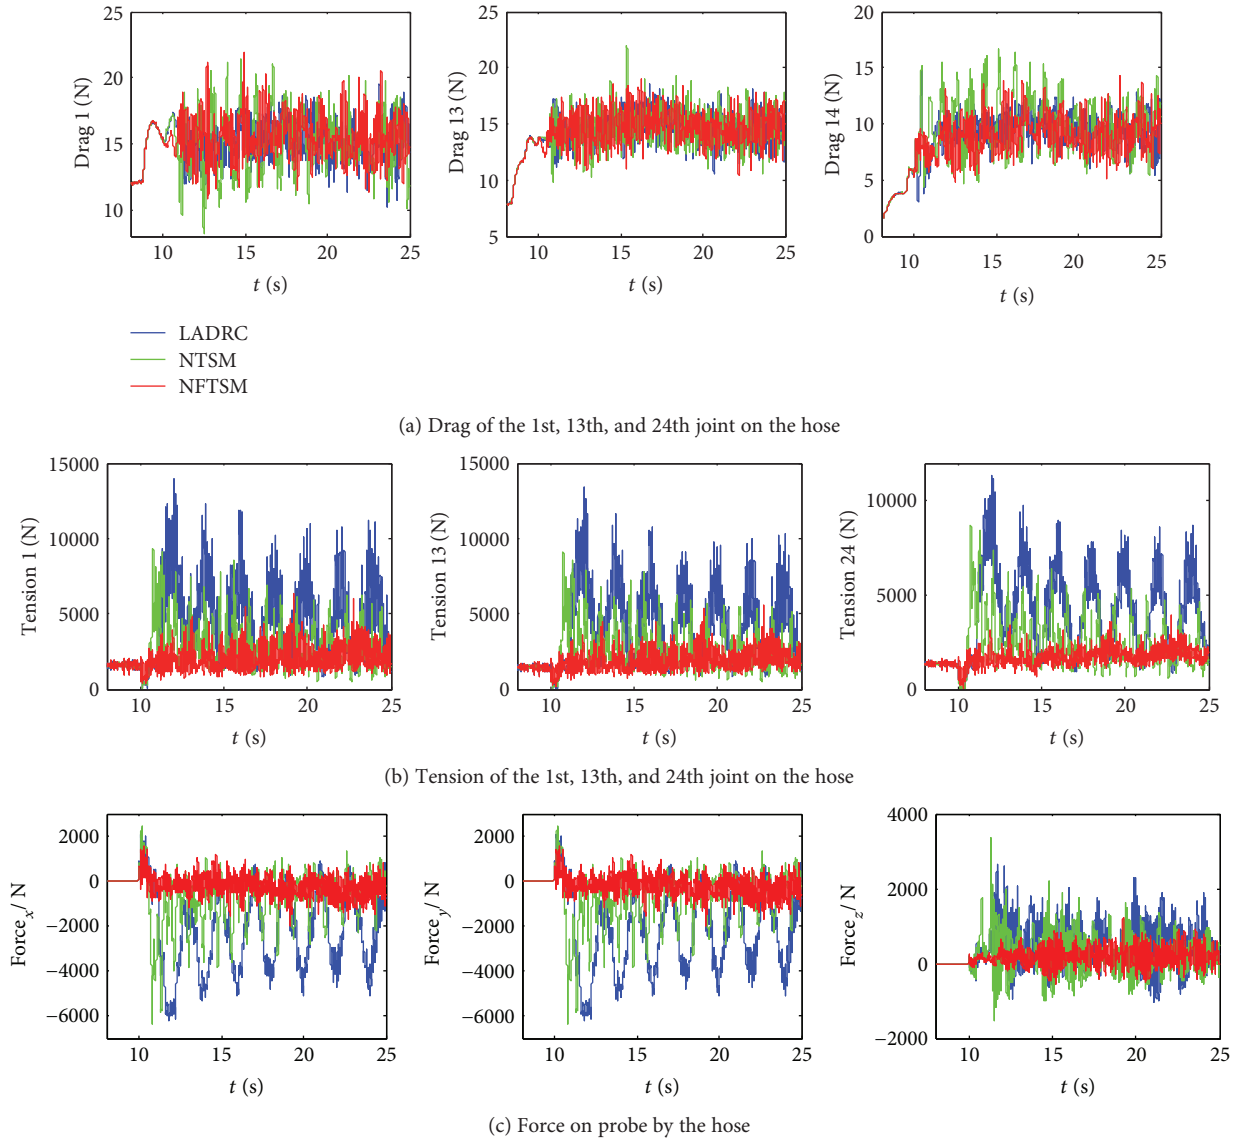 25
20
15
10
Drag 1 (N)
10 15 20 25
t (s)
25
20
15
10
5
Drag 13 (N)
10 15 20 25
t (s)
20
15
10
5
0
Drag 14 (N)
10 15 20 25
t (s)
LADRC
NTSM
NFTSM
(a) Drag of the 1st, 13th, and 24th joint on the hose
15000
10000
5000
0
Tension 1 (N)
10 15 20 25
t (s)
15000
10000
5000
0
Tension 13 (N)
10 15 20 25
t (s)
10000
5000
0
Tension 24 (N)
10 15 20 25
t (s)
(b) Tension of the 1st, 13th, and 24th joint on the hose
2000
0
−2000
−4000
−6000
Force x/ N
10 15 20 25
t (s)
2000
0
−2000
−4000
−6000
Force y/ N
10 15 20 25
t (s)
4000
2000
0
−2000
Force z/ N
10 15 20 25
t (s)
(c) Force on probe by the hose